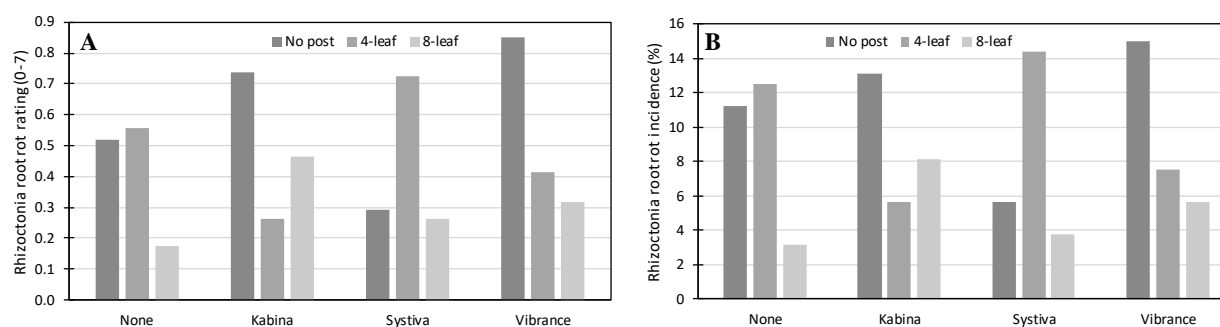 A
No post 4-leaf 8-leaf
Rhizoctonia root rot rating (0-7)
0.9
0.8
0.7
0.6
0.5
0.4
0.3
0.2
0.1
0.0
None Kabina Systiva Vibrance
B
No post 4-leaf 8-leaf
Rhizoctonia root rot incidence (%)
16
14
12
10
8
6
4
2
0
None Kabina Systiva Vibrance